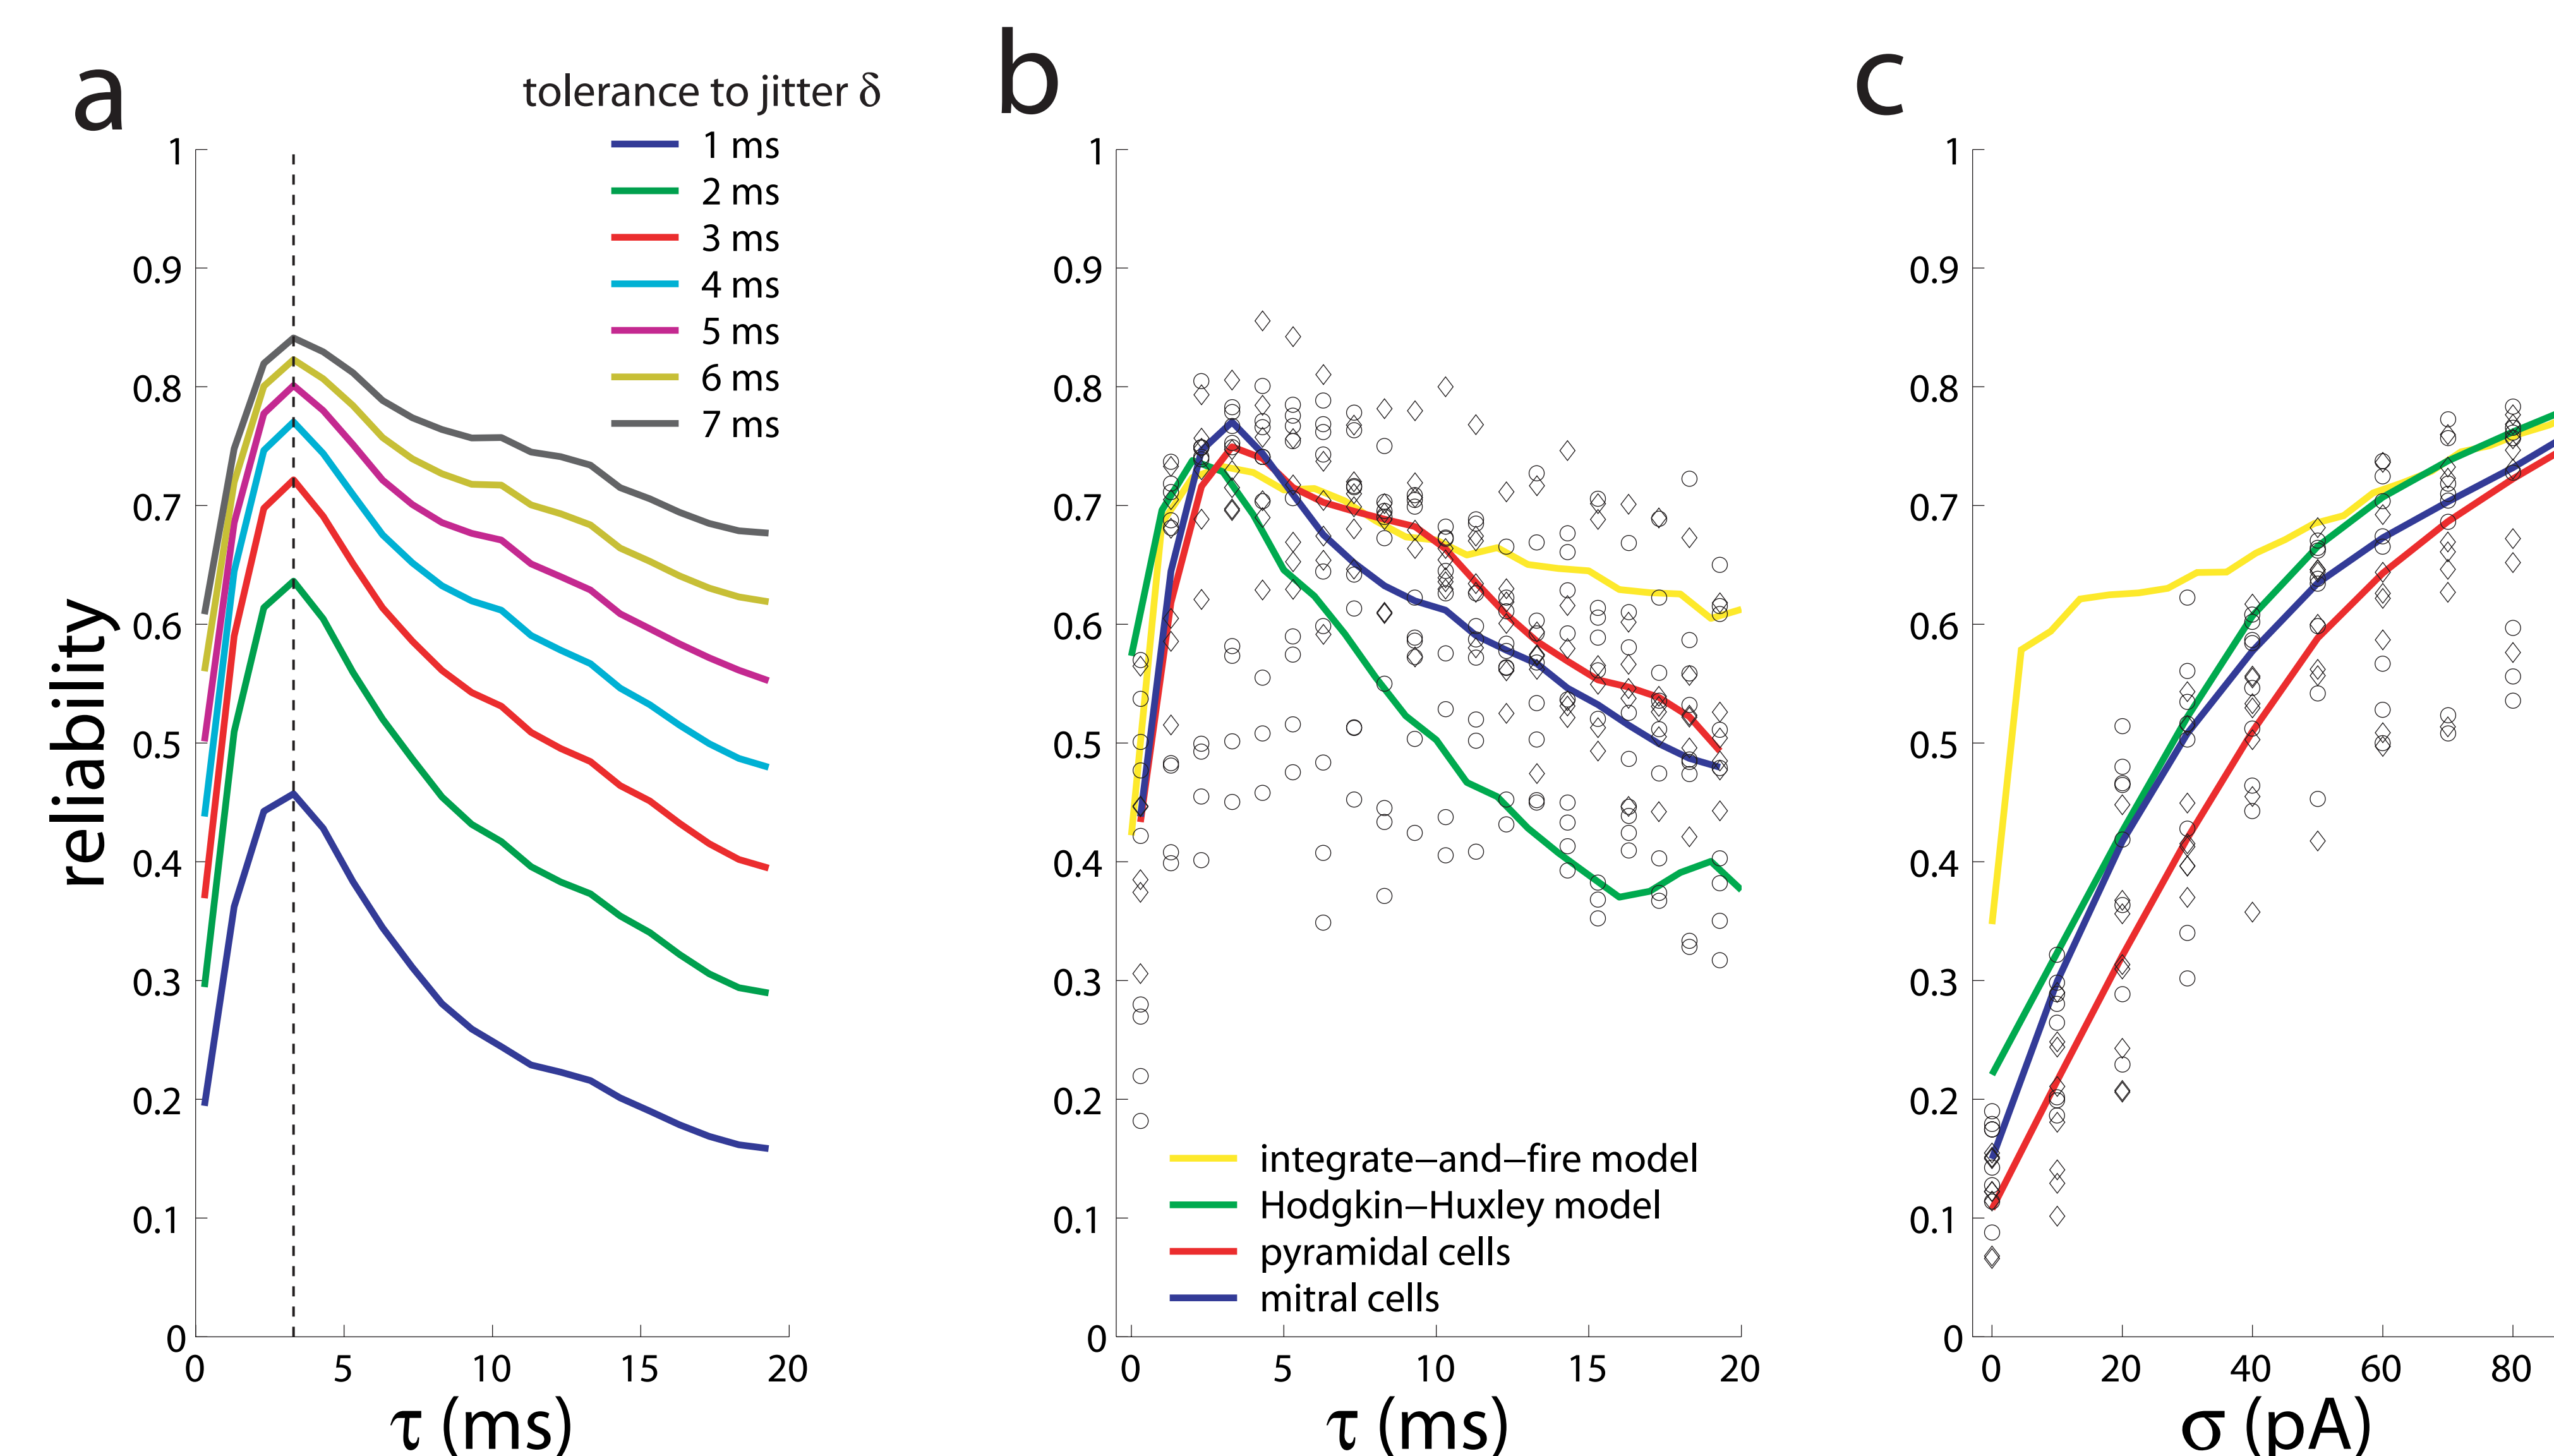 a
b
c
tolerance to jitter δ
1 ms
2 ms
3 ms
4 ms
5 ms
6 ms
7 ms
reliability
1
0.9
0.8
0.7
0.6
0.5
0.4
0.3
0.2
0.1
0
0 5 10 15 20
τ (ms)
1
0.9
0.8
0.7
0.6
0.5
0.4
0.3
0.2
0.1
0
integrate−and−fire model
Hodgkin−Huxley model
pyramidal cells
mitral cells
0 5 10 15 20
τ (ms)
1
0.9
0.8
0.7
0.6
0.5
0.4
0.3
0.2
0.1
0
0 20 40 60 80
σ (pA)